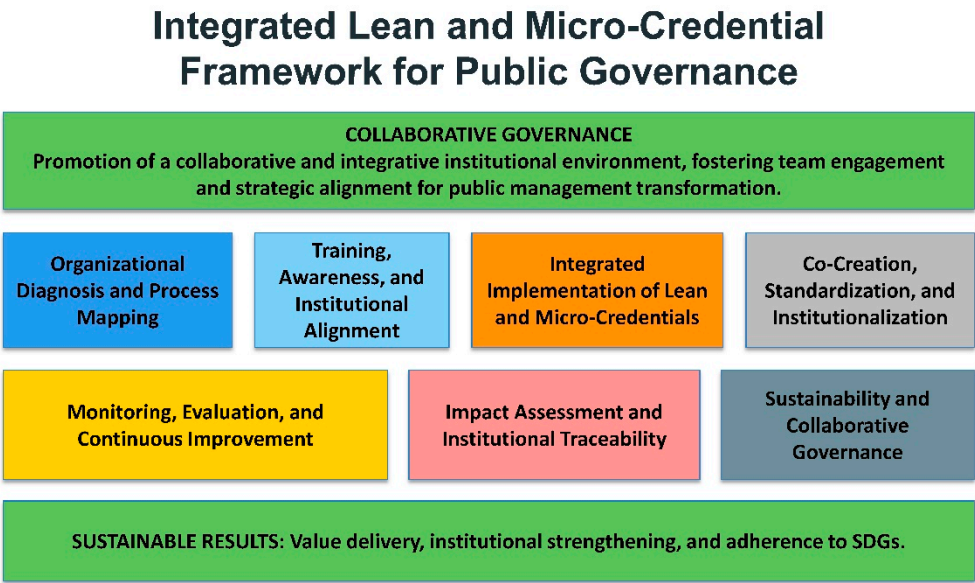 Integrated Lean and Micro-Credential
Framework for Public Governance
COLLABORATIVE GOVERNANCE
Promotion of a collaborative and integrative institutional environment, fostering team engagement
and strategic alignment for public management transformation.
Organizational
Diagnosis and Process
Mapping
Training,
Awareness, and
Institutional
Alignment
Integrated
Implementation of Lean
and Micro-Credentials
Co-Creation,
Standardization, and
Institutionalization
Monitoring, Evaluation, and
Continuous Improvement
Impact Assessment and
Institutional Traceability
Sustainability and
Collaborative
Governance
SUSTAINABLE RESULTS: Value delivery, institutional strengthening, and adherence to SDGs.